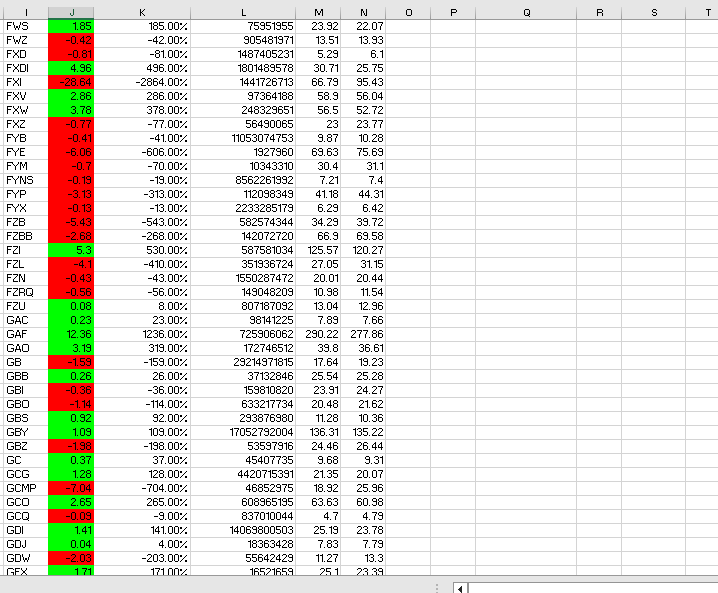 I J K L M N O P Q R S T
FWS 1.85 185.00% 75951955 23.92 22.07
FWZ -0.42 -42.00% 905481971 13.51 13.93
FXD -0.81 -81.00% 1487405231 5.29 6.1
FXDI 4.96 496.00% 1801489578 30.71 25.75
FXI -28.64 -2864.00% 1441726713 66.79 95.43
FXV 2.86 286.00% 97364188 58.9 56.04
FXW 3.78 378.00% 248329651 56.5 52.72
FXZ -0.77 -77.00% 56490065 23 23.77
FYB -0.41 -41.00% 11053074753 9.87 10.28
FYE -6.06 -606.00% 1927960 69.63 75.69
FYM -0.7 -70.00% 10343310 30.4 31.1
FYNS -0.19 -19.00% 8562261992 7.21 7.4
FYP -3.13 -313.00% 112098349 41.18 44.31
FYX -0.13 -13.00% 2233285179 6.29 6.42
FZB -5.43 -543.00% 582574344 34.29 39.72
FZBB -2.68 -268.00% 142072720 66.9 69.58
FZI 5.3 530.00% 587581034 125.57 120.27
FZL -4.1 -410.00% 351936724 27.05 31.15
FZN -0.43 -43.00% 1550287472 20.01 20.44
FZRQ -0.56 -56.00% 149048209 10.98 11.54
FZU 0.08 8.00% 807187092 13.04 12.96
GAC 0.23 23.00% 98141225 7.89 7.66
GAF 12.36 1236.00% 725906062 290.22 277.86
GAO 3.19 319.00% 172746512 39.8 36.61
GB -1.59 -159.00% 29214971815 17.64 19.23
GBB 0.26 26.00% 37132846 25.54 25.28
GBI -0.36 -36.00% 159810820 23.91 24.27
GBO -1.14 -114.00% 633217734 20.48 21.62
GBS 0.92 92.00% 293876980 11.28 10.36
GBY 1.09 109.00% 17052792004 136.31 135.22
GBZ -1.98 -198.00% 53597916 24.46 26.44
GC 0.37 37.00% 45407735 9.68 9.31
GCG 1.28 128.00% 4420715391 21.35 20.07
GCMP -7.04 -704.00% 46852975 18.92 25.96
GCO 2.65 265.00% 608965195 63.63 60.98
GCQ -0.09 -9.00% 837010044 4.7 4.79
GDI 1.41 141.00% 14069800503 25.19 23.78
GDJ 0.04 4.00% 18363428 7.83 7.79
GDW -2.03 -203.00% 55642429 11.27 13.3
GEX 1.71 171.00% 16521659 25.1 23.39